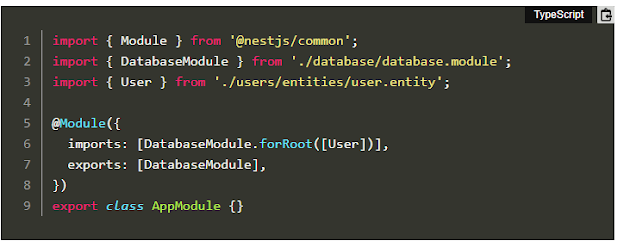 TypeScript
1 import { Module } from '@nestjs/common';
2 import { DatabaseModule } from './database/database.module';
3 import { User } from './users/entities/user.entity';
4
5 @Module({
6   imports: [DatabaseModule.forRoot([User])],
7   exports: [DatabaseModule],
8 })
9 export class AppModule {}